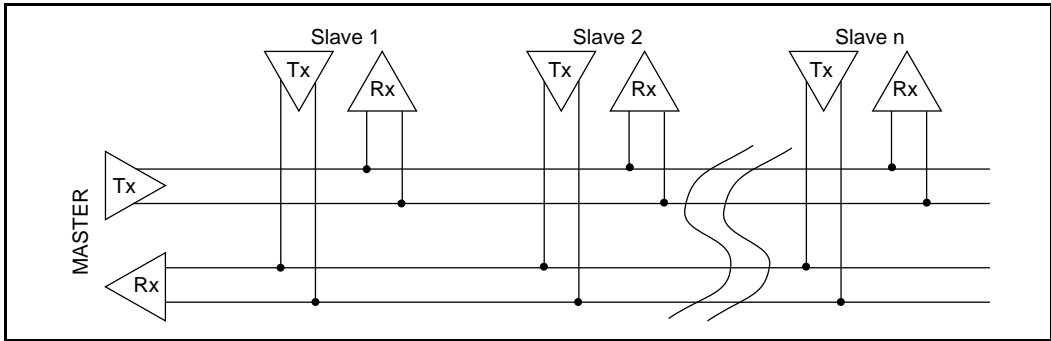 Slave 1
Slave 2
Slave n
Tx
Rx
Tx
Rx
Tx
Rx
MASTER
Tx
Rx